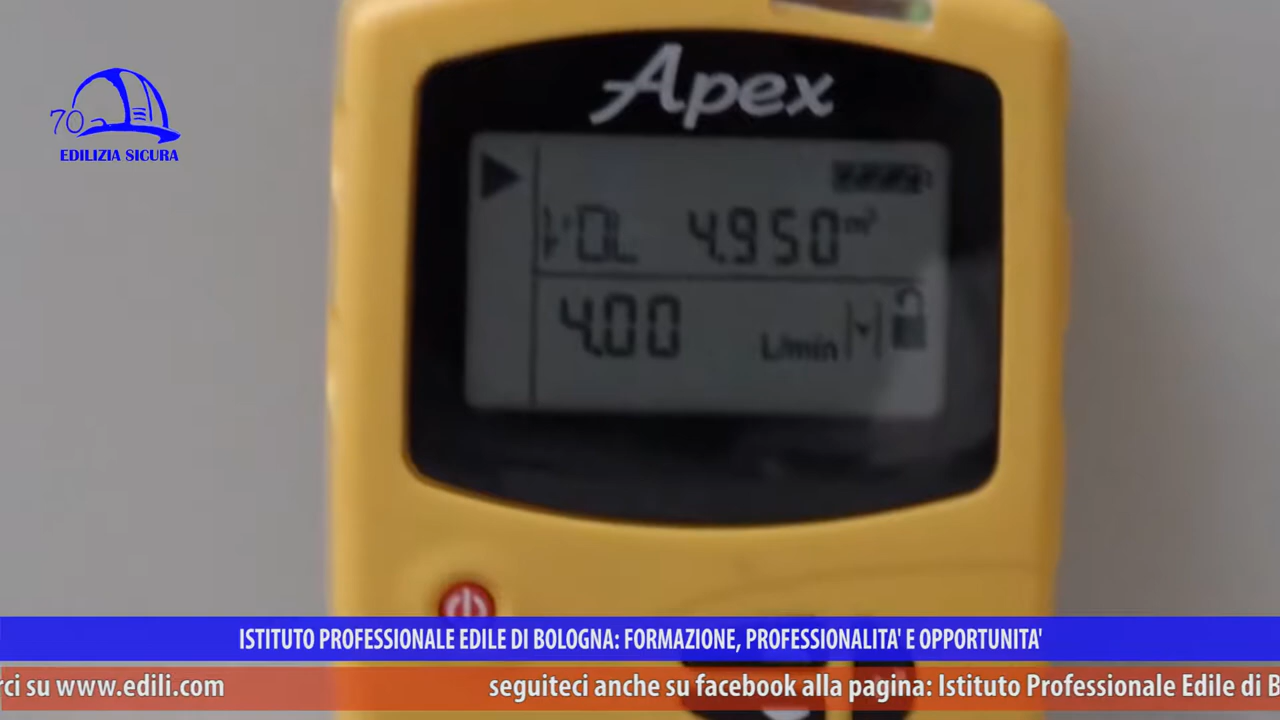 Apex
70
EDILIZIA SICURA
VOL 4.950 m³
4.00 L/min
ISTITUTO PROFESSIONALE EDILE DI BOLOGNA: FORMAZIONE, PROFESSIONALITA' E OPPORTUNITA'
su www.edili.com seguiteci anche su facebook alla pagina: Istituto Professionale Edile di